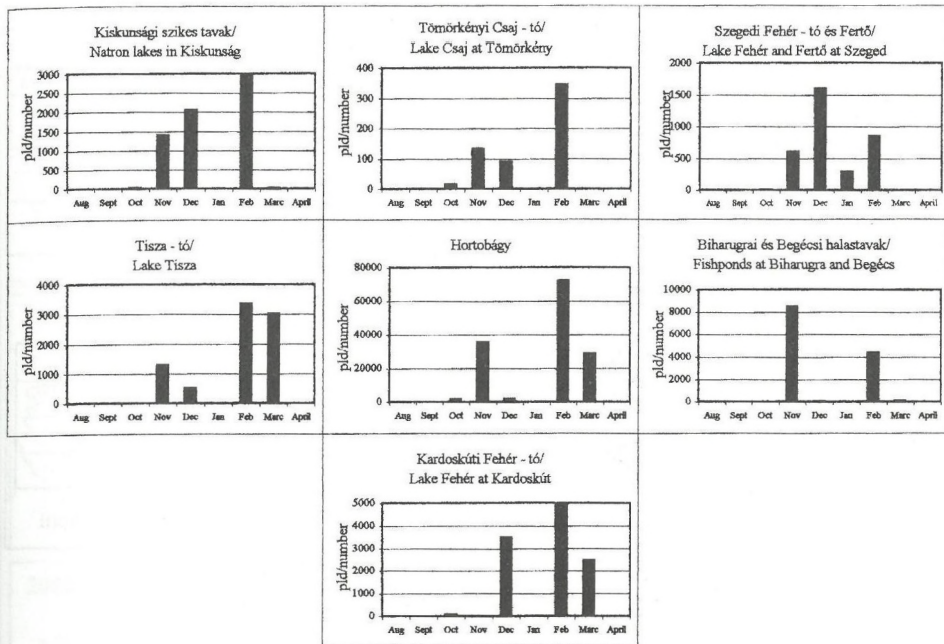 Kiskunsági szikes tavak/
Natron lakes in Kiskunság
pld/number
3000
2500
2000
1500
1000
500
0
Aug Sept Oct Nov Dec Jan Feb Marc April
Tömörkényi Csaj - tó/
Lake Csaj at Tömörkény
pld/number
400
300
200
100
0
Aug Sept Oct Nov Dec Jan Feb Marc April
Szegedi Fehér - tó és Fertő/
Lake Fehér and Fertő at Szeged
pld/number
2000
1500
1000
500
0
Aug Sept Oct Nov Dec Jan Feb Marc April
Tisza - tó/
Lake Tisza
pld/number
4000
3000
2000
1000
0
Aug Sept Oct Nov Dec Jan Feb Marc April
Hortobágy
pld/number
80000
60000
40000
20000
0
Aug Sept Oct Nov Dec Jan Feb Marc April
Biharugrai és Begécsi halastavak/
Fishponds at Biharugra and Begécs
pld/number
10000
8000
6000
4000
2000
0
Aug Sept Oct Nov Dec Jan Feb Marc April
Kardoskúti Fehér - tó/
Lake Fehér at Kardoskút
pld/number
5000
4000
3000
2000
1000
0
Aug Sept Oct Nov Dec Jan Feb Marc April